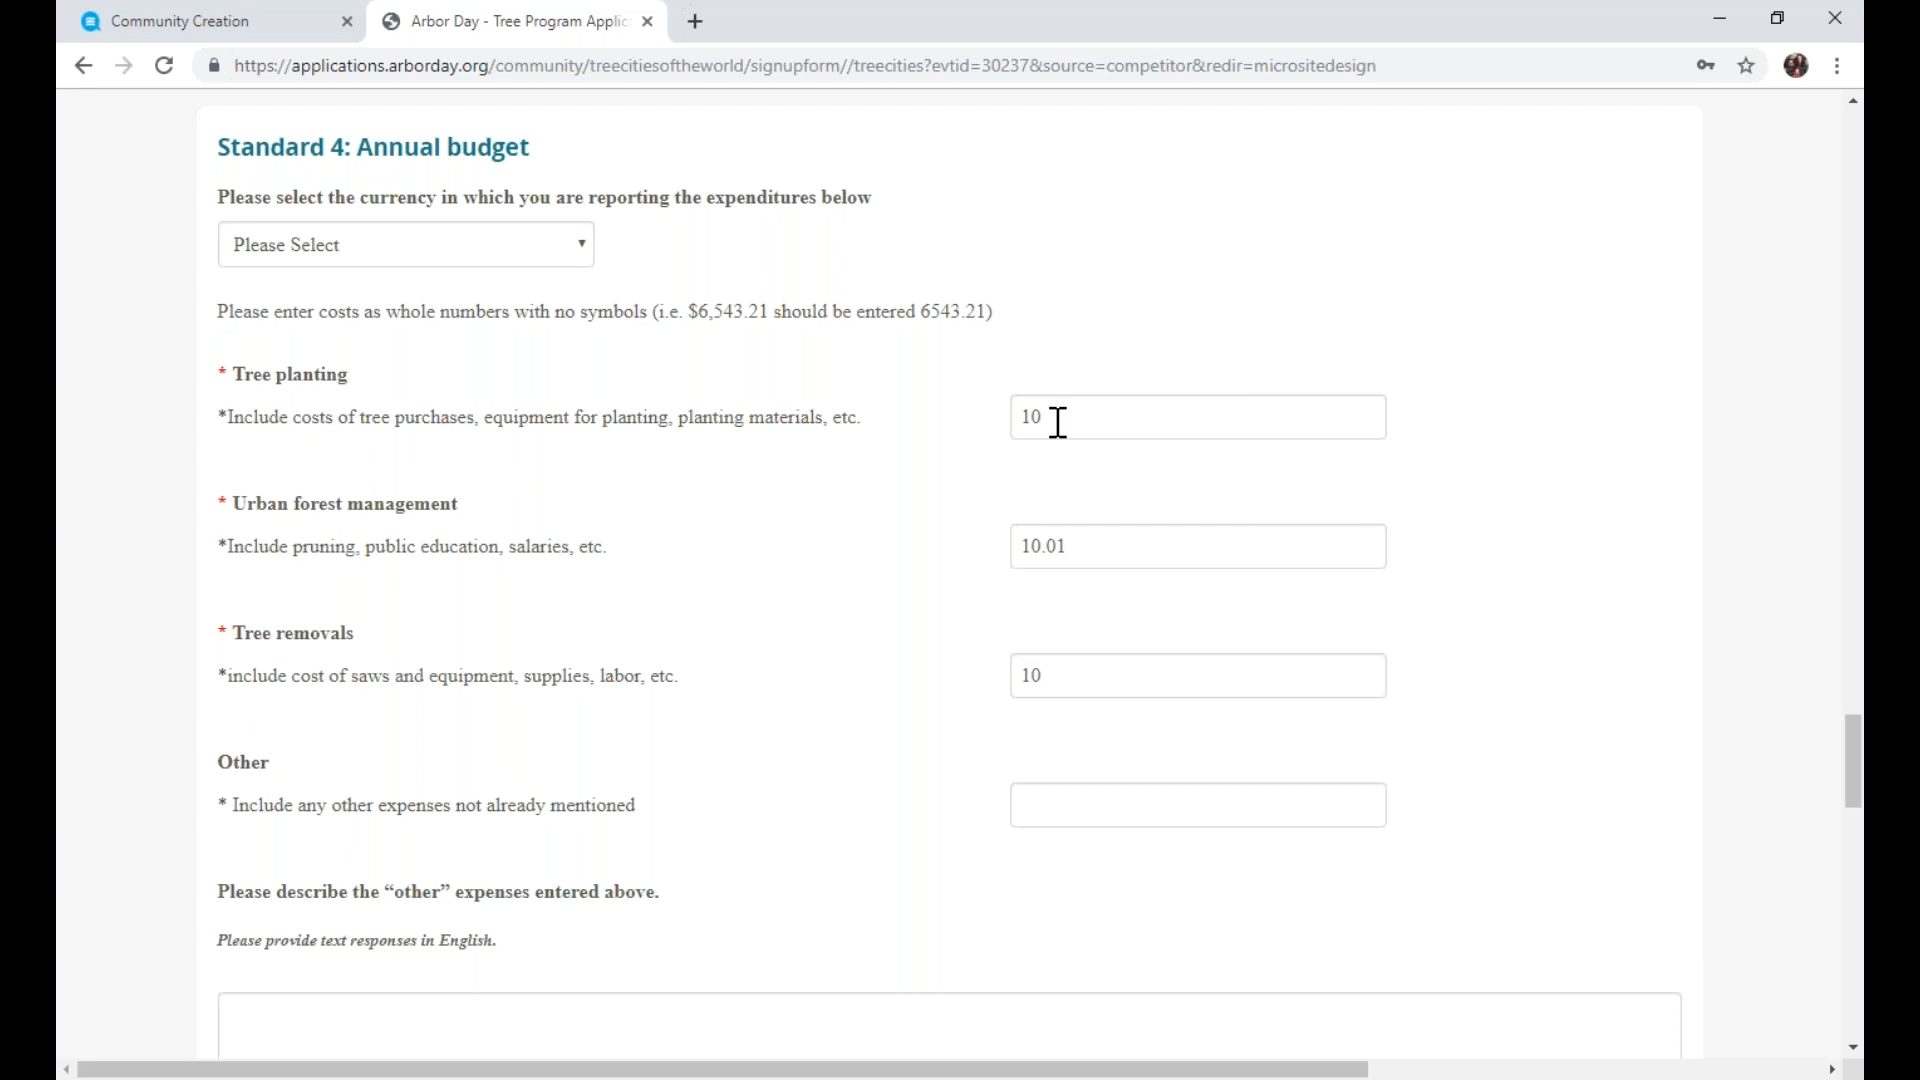 Community Creation
Arbor Day - Tree Program Applic
https://applications.arborday.org/community/treecitiesoftheworld/signupform//treecities?evtid=30237&source=competitor&redir=micrositedesign
Standard 4: Annual budget
Please select the currency in which you are reporting the expenditures below
Please Select
Please enter costs as whole numbers with no symbols (i.e. $6,543.21 should be entered 6543.21)
* Tree planting
*Include costs of tree purchases, equipment for planting, planting materials, etc.
10
* Urban forest management
*Include pruning, public education, salaries, etc.
10.01
* Tree removals
*include cost of saws and equipment, supplies, labor, etc.
10
Other
* Include any other expenses not already mentioned
Please describe the “other” expenses entered above.
Please provide text responses in English.